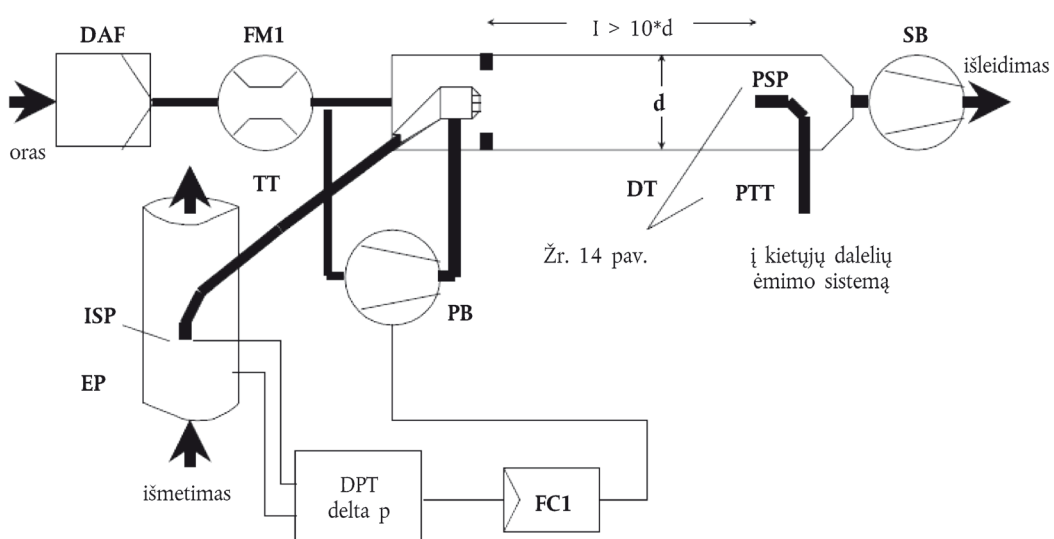 l > 10*d
DAF
FM1
SB
išleidimas
PSP
d
oras
TT
DT
PTT
Žr. 14 pav.
į kietųjų dalelių
ėmimo sistemą
PB
ISP
EP
išmetimas
DPT
delta p
FC1